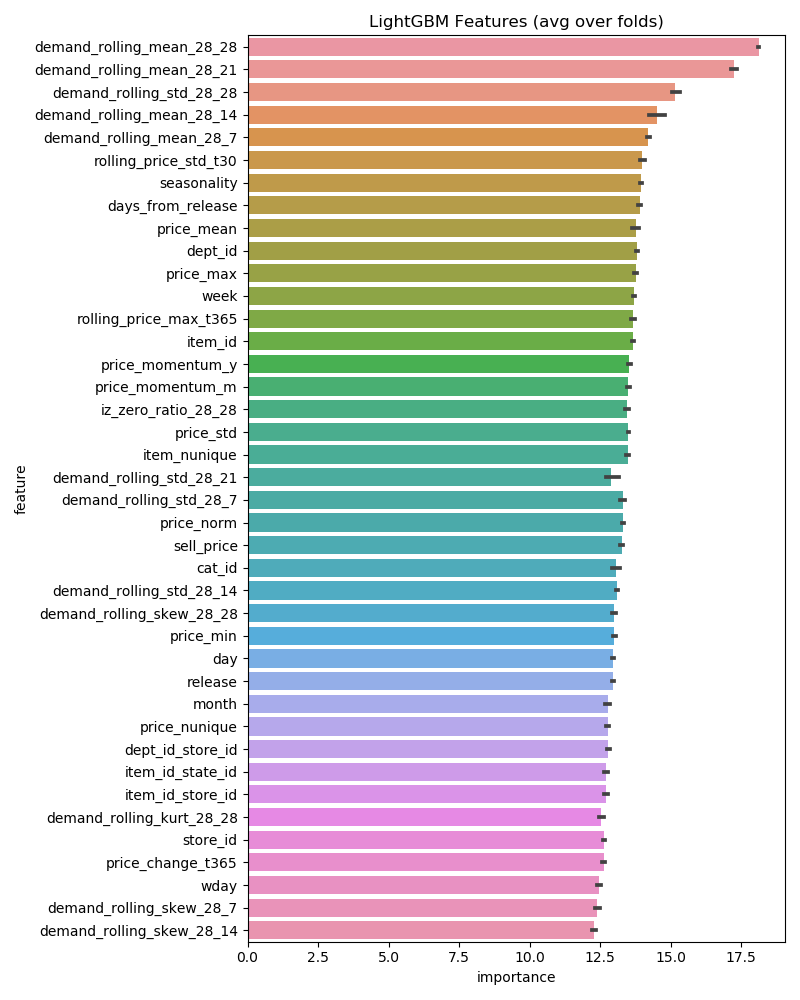 LightGBM Features (avg over folds)
demand_rolling_mean_28_28
demand_rolling_mean_28_21
demand_rolling_std_28_28
demand_rolling_mean_28_14
demand_rolling_mean_28_7
rolling_price_std_t30
seasonality
days_from_release
price_mean
dept_id
price_max
week
rolling_price_max_t365
item_id
price_momentum_y
price_momentum_m
iz_zero_ratio_28_28
price_std
item_nunique
demand_rolling_std_28_21
demand_rolling_std_28_7
price_norm
sell_price
cat_id
demand_rolling_std_28_14
demand_rolling_skew_28_28
price_min
day
release
month
price_nunique
dept_id_store_id
item_id_state_id
item_id_store_id
demand_rolling_kurt_28_28
store_id
price_change_t365
wday
demand_rolling_skew_28_7
demand_rolling_skew_28_14
feature
0.0 2.5 5.0 7.5 10.0 12.5 15.0 17.5
importance